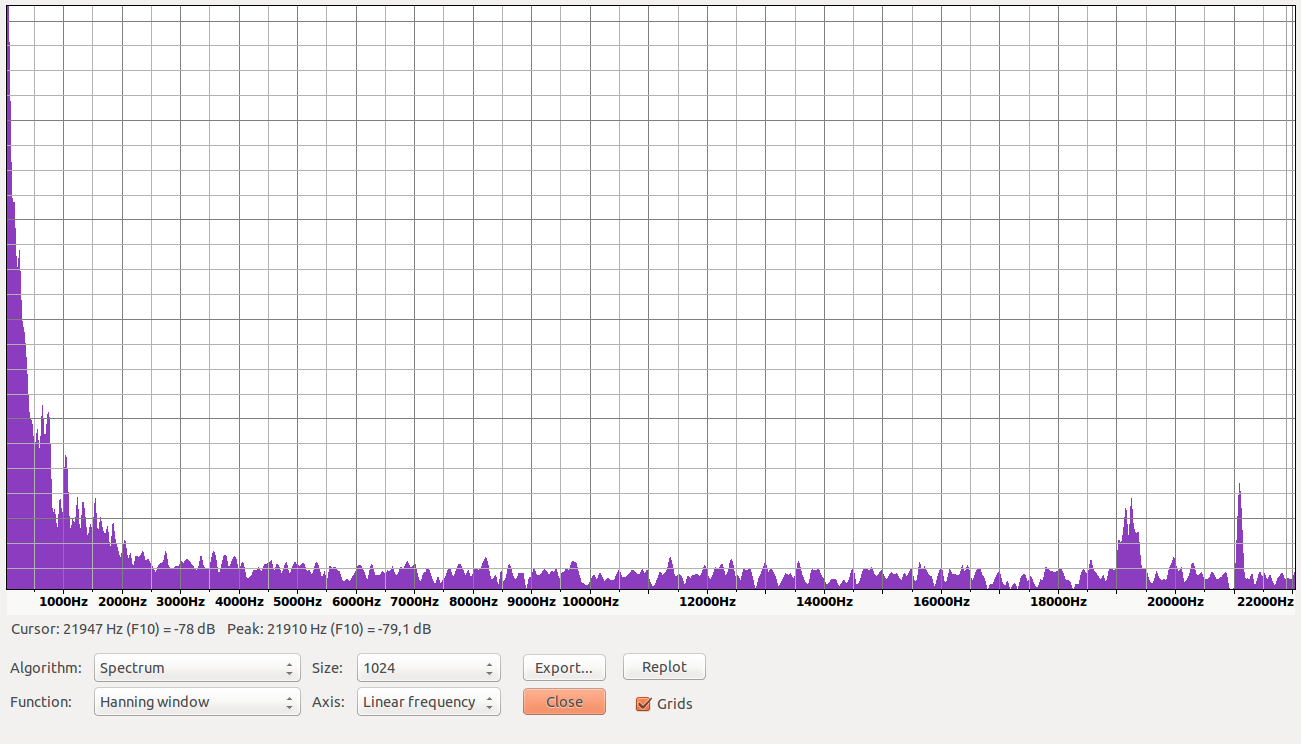 1000Hz 2000Hz 3000Hz 4000Hz 5000Hz 6000Hz 7000Hz 8000Hz 9000Hz 10000Hz 12000Hz 14000Hz 16000Hz 18000Hz 20000Hz 22000Hz
Cursor: 21947 Hz (F10) = -78 dB Peak: 21910 Hz (F10) = -79,1 dB
Algorithm: Spectrum Size: 1024 Export... Replot
Function: Hanning window Axis: Linear frequency Close Grids